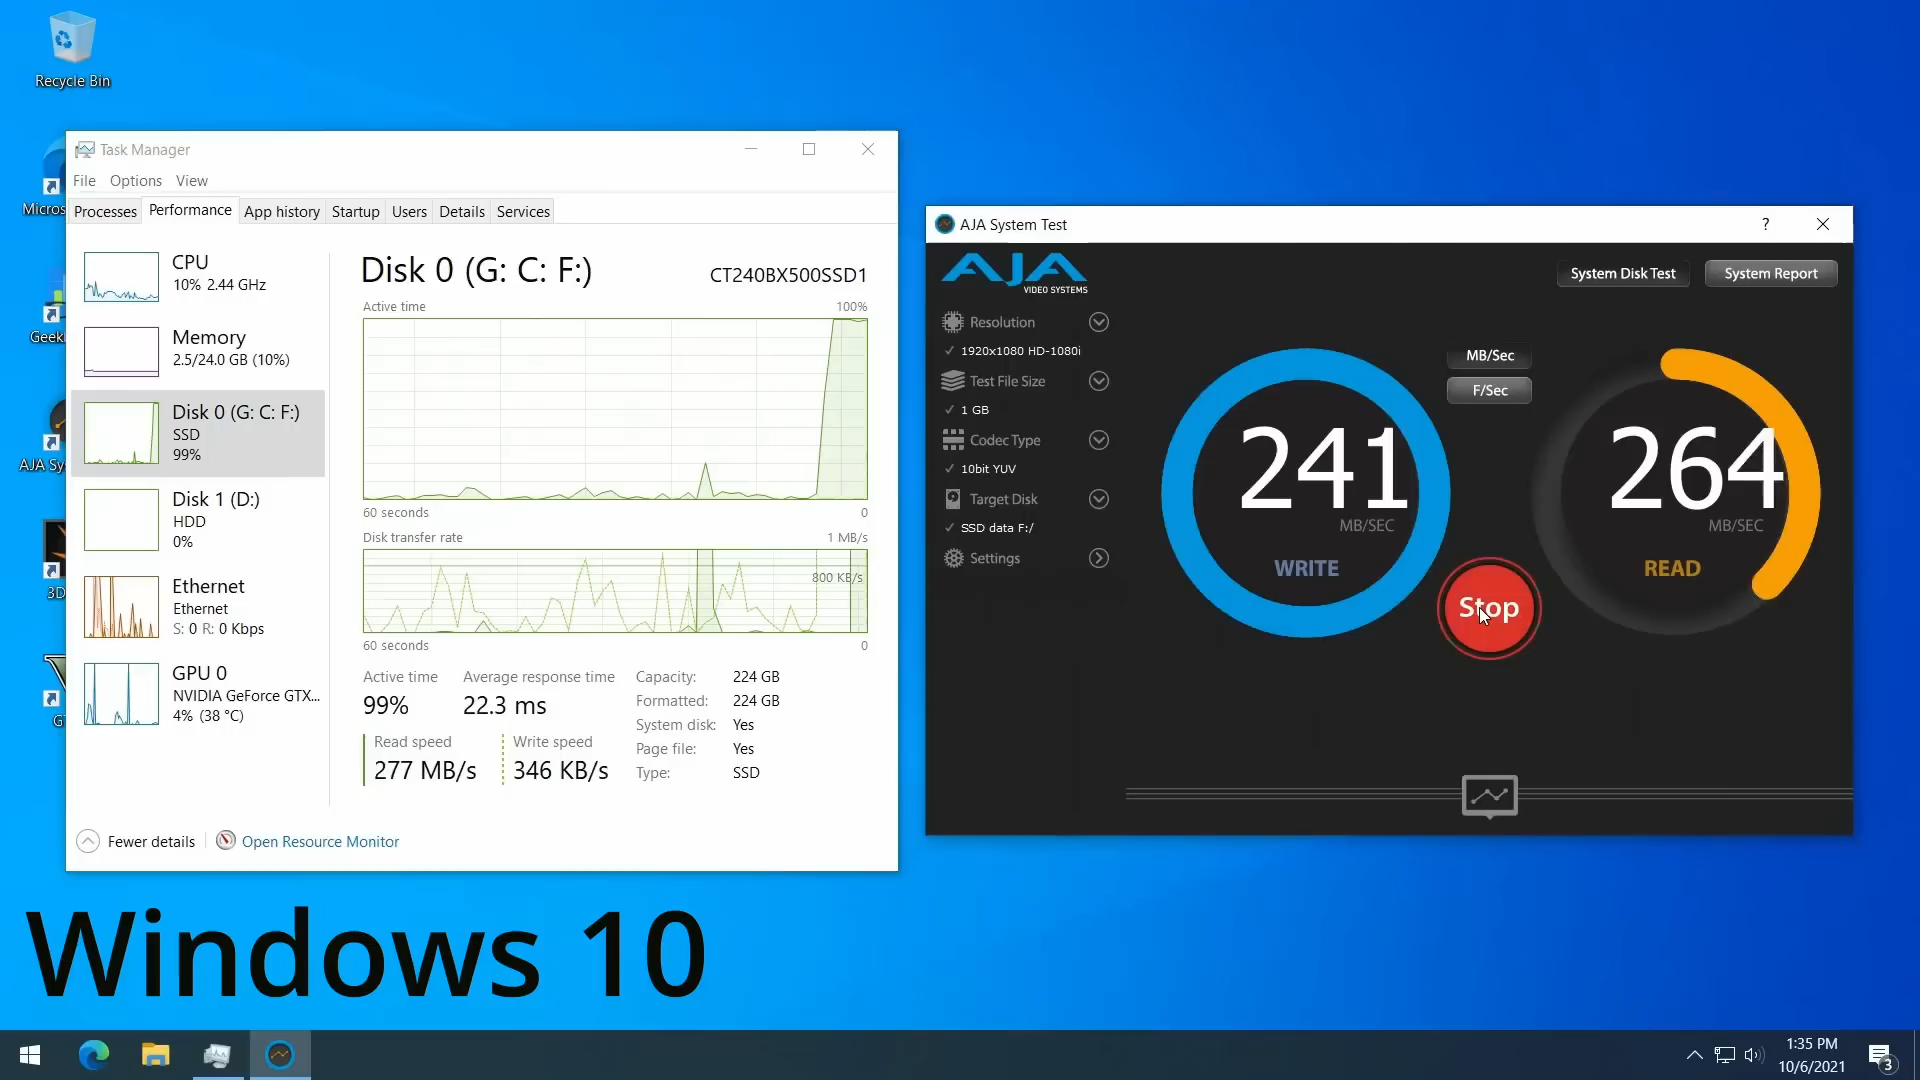 Recycle Bin
Micros
Geek
AJA Sy
3D
G
Task Manager
File Options View
Processes Performance App history Startup Users Details Services
CPU
10% 2.44 GHz
Memory
2.5/24.0 GB (10%)
Disk 0 (G: C: F:)
SSD
99%
Disk 1 (D:)
HDD
0%
Ethernet
Ethernet
S: 0 R: 0 Kbps
GPU 0
NVIDIA GeForce GTX...
4% (38 °C)
Disk 0 (G: C: F:) CT240BX500SSD1
Active time 100%
60 seconds 0
Disk transfer rate 1 MB/s
800 KB/s
60 seconds 0
Active time Average response time
99% 22.3 ms
Read speed Write speed
277 MB/s 346 KB/s
Capacity: 224 GB
Formatted: 224 GB
System disk: Yes
Page file: Yes
Type: SSD
Fewer details Open Resource Monitor
AJA System Test ?
AJA
VIDEO SYSTEMS
System Disk Test System Report
Resolution
1920x1080 HD-1080i
Test File Size
1 GB
Codec Type
10bit YUV
Target Disk
SSD data F:/
Settings
MB/Sec
F/Sec
241
MB/SEC
WRITE
264
MB/SEC
READ
Stop
Windows 10
1:35 PM
10/6/2021
3